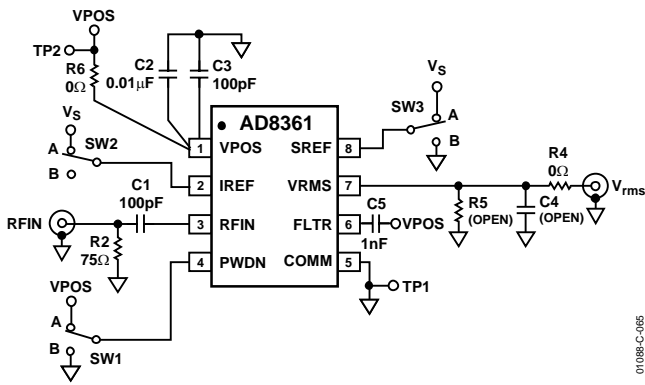 VPOS
TP2
R6
0Ω
C2
0.01μF
C3
100pF
VS
SW2
A
B
AD8361
1 VPOS
SREF 8
2 IREF
VRMS 7
3 RFIN
FLTR 6
4 PWDN
COMM 5
VS
SW3
A
B
R4
0Ω
Vrms
R5
(OPEN)
C4
(OPEN)
C1
100pF
RFIN
R2
75Ω
C5
1nF
VPOS
TP1
VPOS
A
B
SW1
01088-C-065